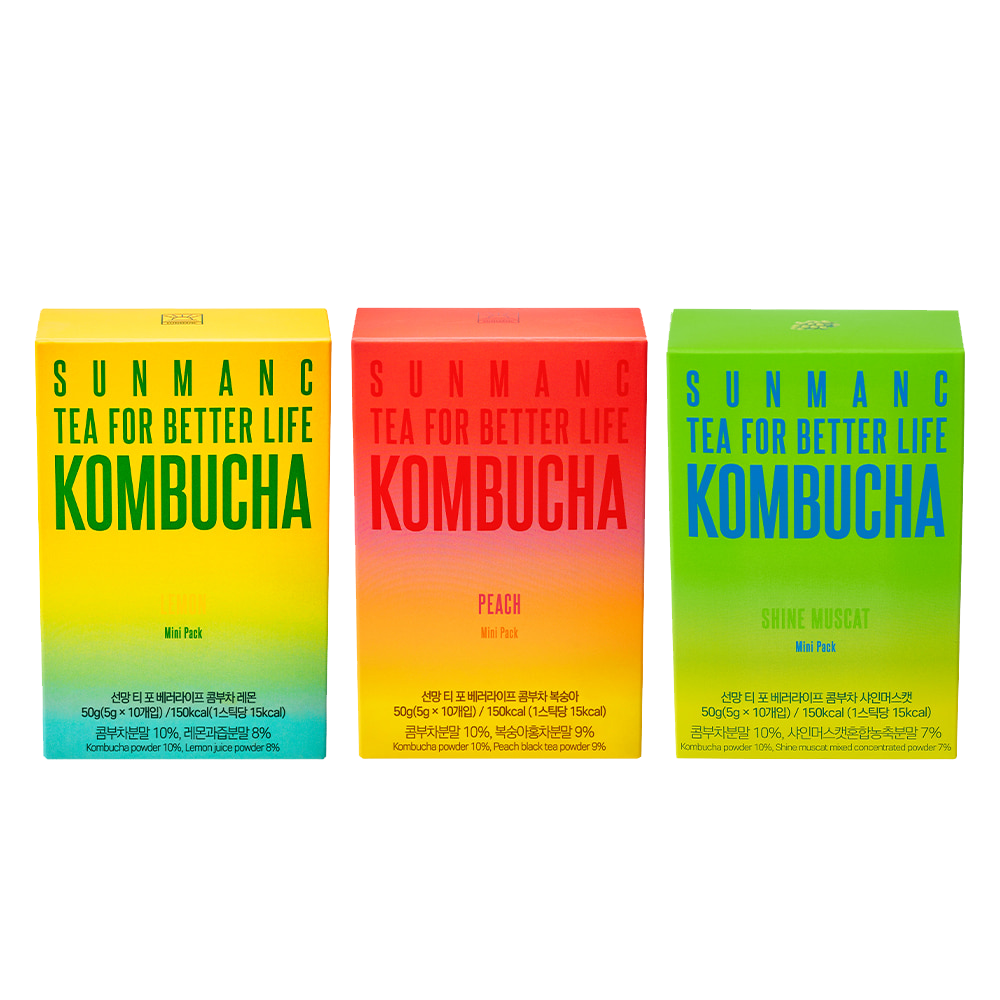 SUNMANC
TEA FOR BETTER LIFE
KOMBUCHA
LEMON
Mini Pack
선망 티 포 베러라이프 콤부차 레몬
50g(5g × 10개입) /150kcal(1스틱당 15kcal)
콤부차분말 10%, 레몬과즙분말 8%
Kombucha powder 10%, Lemon juice powder 8%
SUNMANC
TEA FOR BETTER LIFE
KOMBUCHA
PEACH
Mini Pack
선망 티 포 베러라이프 콤부차 복숭아
50g(5g × 10개입) / 150kcal (1스틱당 15kcal)
콤부차분말 10%, 복숭아홍차분말 9%
Kombucha powder 10%, Peach black tea powder 9%
SUNMANC
TEA FOR BETTER LIFE
KOMBUCHA
SHINE MUSCAT
Mini Pack
선망 티 포 베러라이프 콤부차 샤인머스캣
50g(5g × 10개입) / 150kcal (1스틱당 15kcal)
콤부차분말 10%, 샤인머스캣혼합농축분말 7%
Kombucha powder 10%, Shine muscat mixed concentrated powder 7%